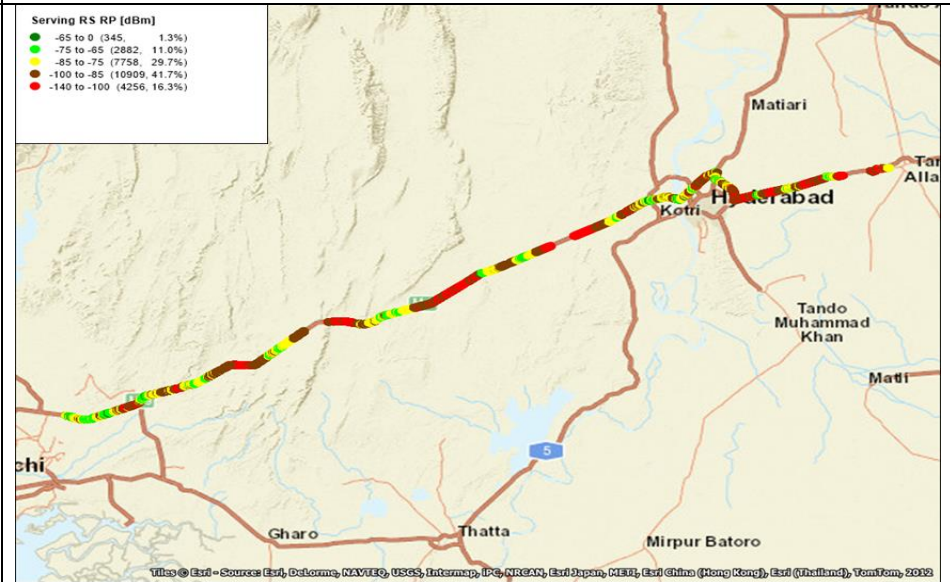 Serving RS RP [dBm]
-65 to 0 (345, 1.3%)
-75 to -65 (2882, 11.0%)
-85 to -75 (7758, 29.7%)
-100 to -85 (10909, 41.7%)
-140 to -100 (4256, 16.3%)
Matiari
Hyderabad
Kotri
Tando
Muhammad
Khan
Matli
5
chi
Gharo
Thatta
Mirpur Batoro
Tiles © Esri - Source: Esri, DeLorme, NAVTEQ, USGS, Intermap, iPC, NRCAN, Esri Japan, METI, Esri China (Hong Kong), Esri (Thailand), TomTom, 2012